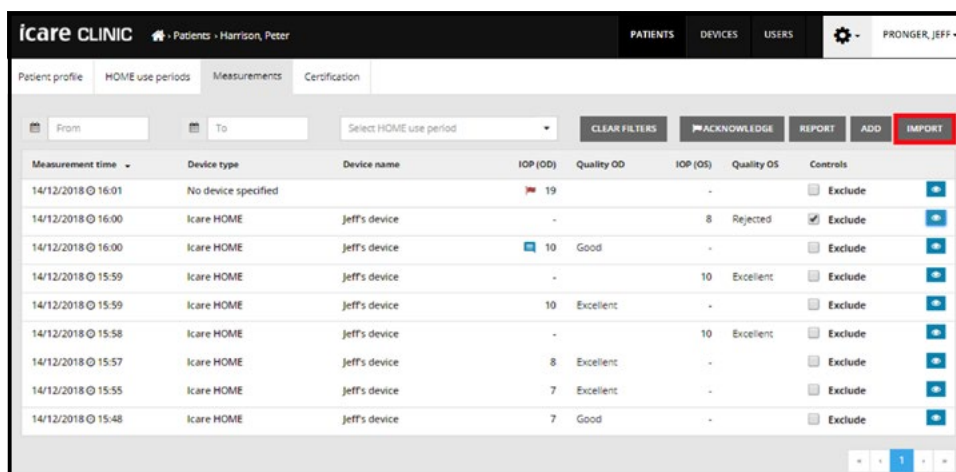 icare CLINIC › Patients › Harrison, Peter PATIENTS DEVICES USERS PRONGER, JEFF
Patient profile HOME use periods Measurements Certification
From To Select HOME use period CLEAR FILTERS ACKNOWLEDGE REPORT ADD IMPORT
Measurement time Device type Device name IOP (OD) Quality OD IOP (OS) Quality OS Controls
14/12/2018 16:01 No device specified 19 - Exclude
14/12/2018 16:00 Icare HOME Jeff's device - 8 Rejected Exclude
14/12/2018 16:00 Icare HOME Jeff's device 10 Good - Exclude
14/12/2018 15:59 Icare HOME Jeff's device - 10 Excellent Exclude
14/12/2018 15:59 Icare HOME Jeff's device 10 Excellent - Exclude
14/12/2018 15:58 Icare HOME Jeff's device - 10 Excellent Exclude
14/12/2018 15:57 Icare HOME Jeff's device 8 Excellent - Exclude
14/12/2018 15:55 Icare HOME Jeff's device 7 Excellent - Exclude
14/12/2018 15:48 Icare HOME Jeff's device 7 Good - Exclude
« ‹ 1 › »